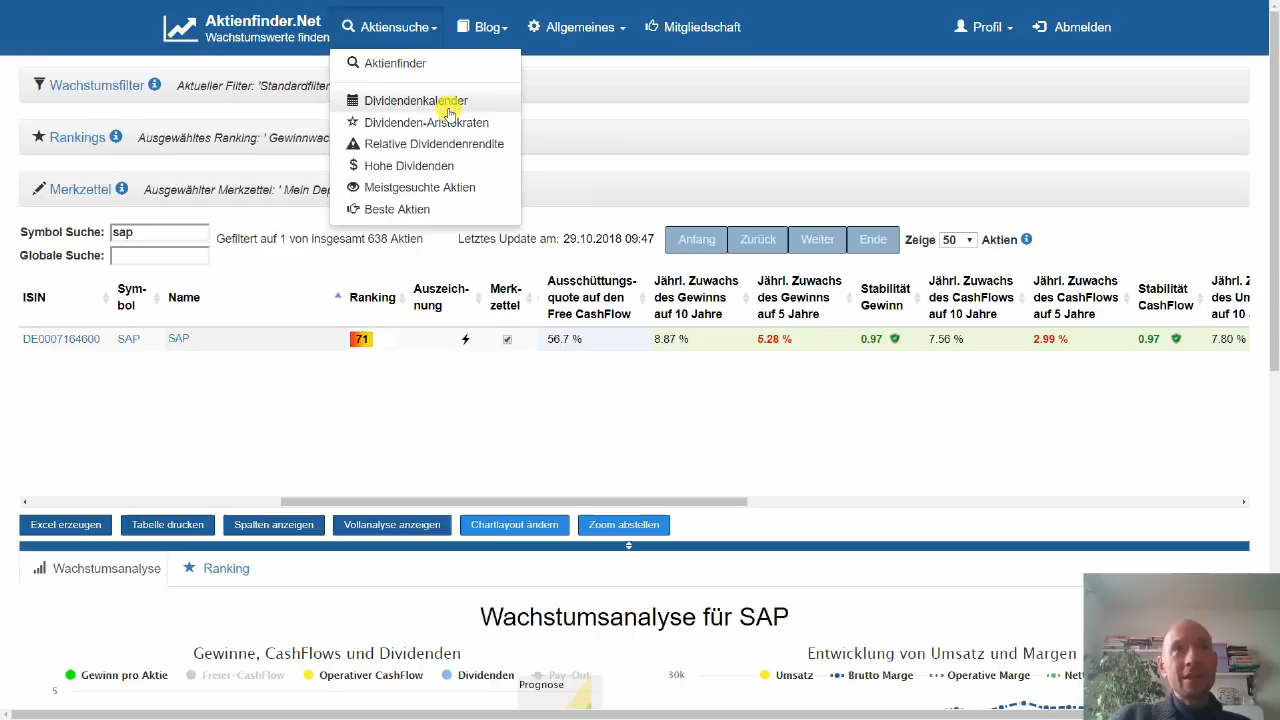 Aktienfinder.Net
Wachstumswerte finden
Aktiensuche
Blog
Allgemeines
Mitgliedschaft
Profil
Abmelden
Aktienfinder
Dividendenkalender
Dividenden-Aristokraten
Relative Dividendenrendite
Hohe Dividenden
Meistgesuchte Aktien
Beste Aktien
Wachstumsfilter Aktueller Filter: 'Standardfilter
Rankings Ausgewähltes Ranking: ' Gewinnwac
Merkzettel Ausgewählter Merkzettel: ' Mein Dep
Symbol Suche: sap
Globale Suche:
Gefiltert auf 1 von insgesamt 638 Aktien
Letztes Update am: 29.10.2018 09:47
Anfang Zurück Weiter Ende
Zeige 50 Aktien
ISIN
Sym-
bol
Name
Ranking
Auszeich-
nung
Merk-
zettel
Ausschüttungs-
quote auf den
Free CashFlow
Jährl. Zuwachs
des Gewinns
auf 10 Jahre
Jährl. Zuwachs
des Gewinns
auf 5 Jahre
Stabilität
Gewinn
Jährl. Zuwachs
des CashFlows
auf 10 Jahre
Jährl. Zuwachs
des CashFlows
auf 5 Jahre
Stabilität
CashFlow
Jährl. Z
des Um
auf 10
DE0007164600 SAP SAP 71 56.7 % 8.87 % 5.28 % 0.97 7.56 % 2.99 % 0.97 7.80 %
Excel erzeugen Tabelle drucken Spalten anzeigen Vollanalyse anzeigen Chartlayout ändern Zoom abstellen
Wachstumsanalyse Ranking
Wachstumsanalyse für SAP
Gewinne, CashFlows und Dividenden
Gewinn pro Aktie Freier-CashFlow Operativer CashFlow Dividenden Pay-Out
Prognose
5
Entwicklung von Umsatz und Margen
30k
Umsatz Brutto Marge Operative Marge Net